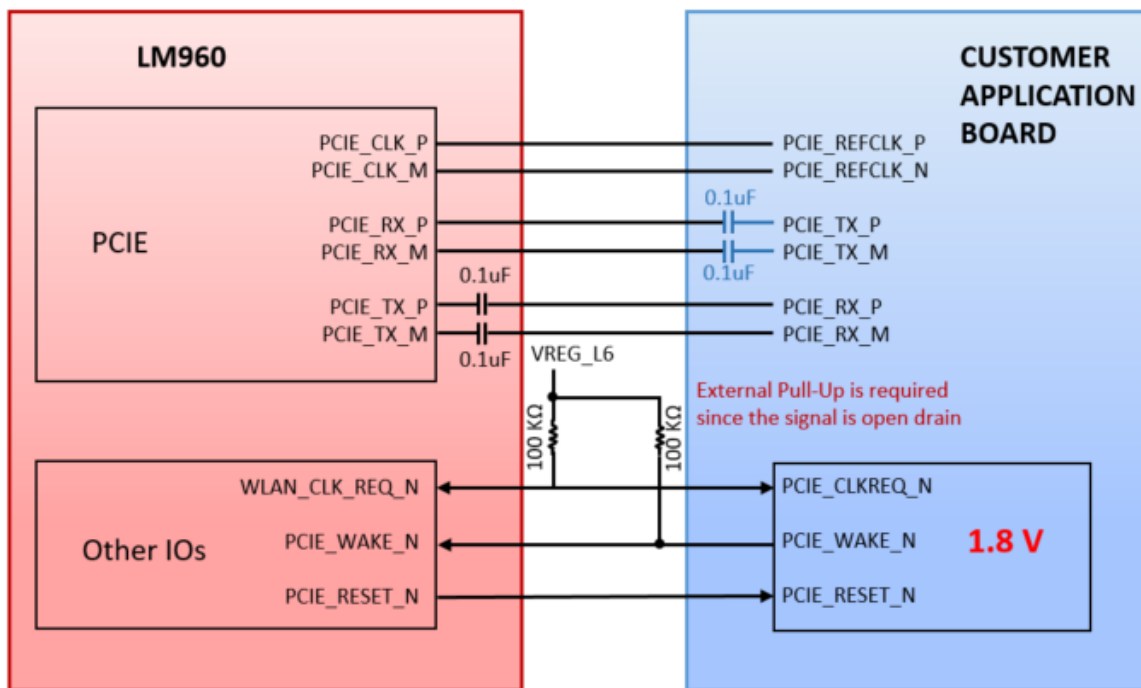 LM960
CUSTOMER
APPLICATION
BOARD
PCIE
PCIE_CLK_P
PCIE_CLK_M
PCIE_RX_P
PCIE_RX_M
PCIE_TX_P
PCIE_TX_M
0.1uF
0.1uF
PCIE_REFCLK_P
PCIE_REFCLK_N
0.1uF
PCIE_TX_P
PCIE_TX_M
0.1uF
PCIE_RX_P
PCIE_RX_M
VREG_L6
100 KΩ
100 KΩ
External Pull-Up is required
since the signal is open drain
Other IOs
WLAN_CLK_REQ_N
PCIE_WAKE_N
PCIE_RESET_N
PCIE_CLKREQ_N
PCIE_WAKE_N
PCIE_RESET_N
1.8 V